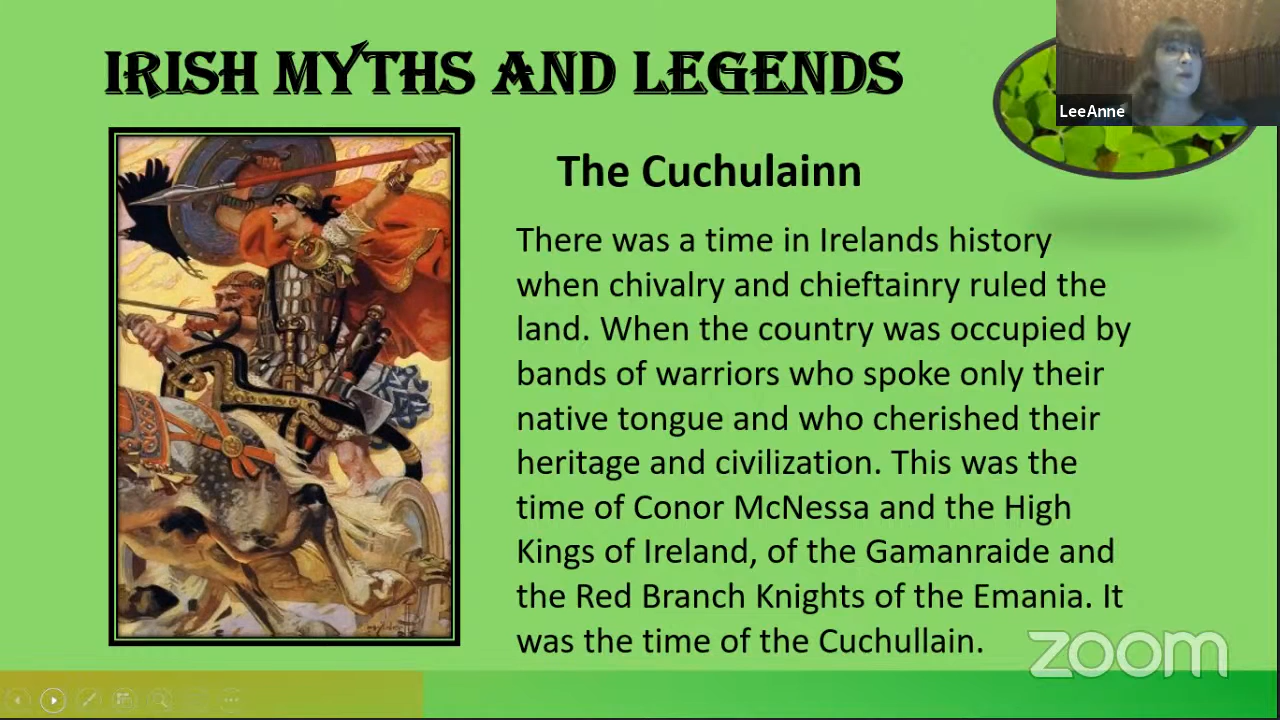 IRISH MYTHS AND LEGENDS
LeeAnne
The Cuchulainn
There was a time in Irelands history
when chivalry and chieftainry ruled the
land. When the country was occupied by
bands of warriors who spoke only their
native tongue and who cherished their
heritage and civilization. This was the
time of Conor McNessa and the High
Kings of Ireland, of the Gamanraide and
the Red Branch Knights of the Emania. It
was the time of the Cuchullain.
zoom